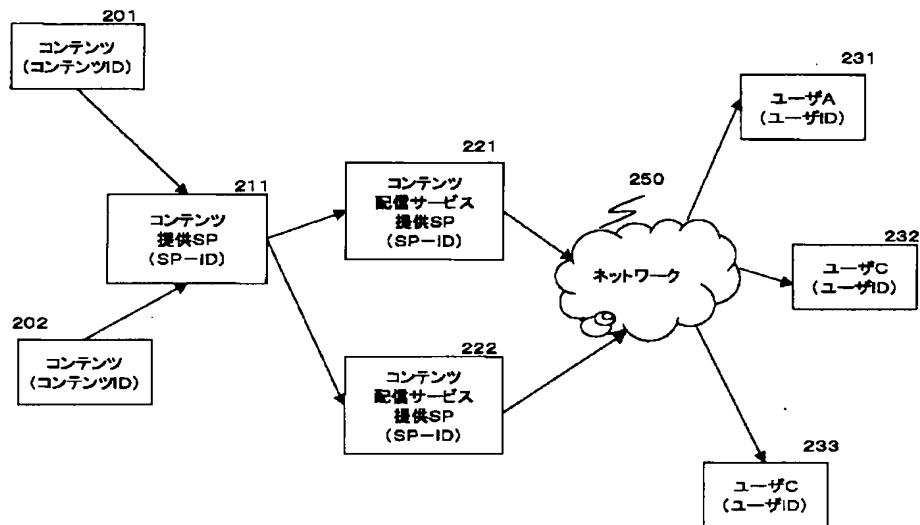 201
コンテンツ
(コンテンツID)
202
コンテンツ
(コンテンツID)
211
コンテンツ
提供SP
(SP-ID)
221
コンテンツ
配信サービス
提供SP
(SP-ID)
222
コンテンツ
配信サービス
提供SP
(SP-ID)
250
ネットワーク
231
ユーザA
(ユーザID)
232
ユーザC
(ユーザID)
233
ユーザC
(ユーザID)